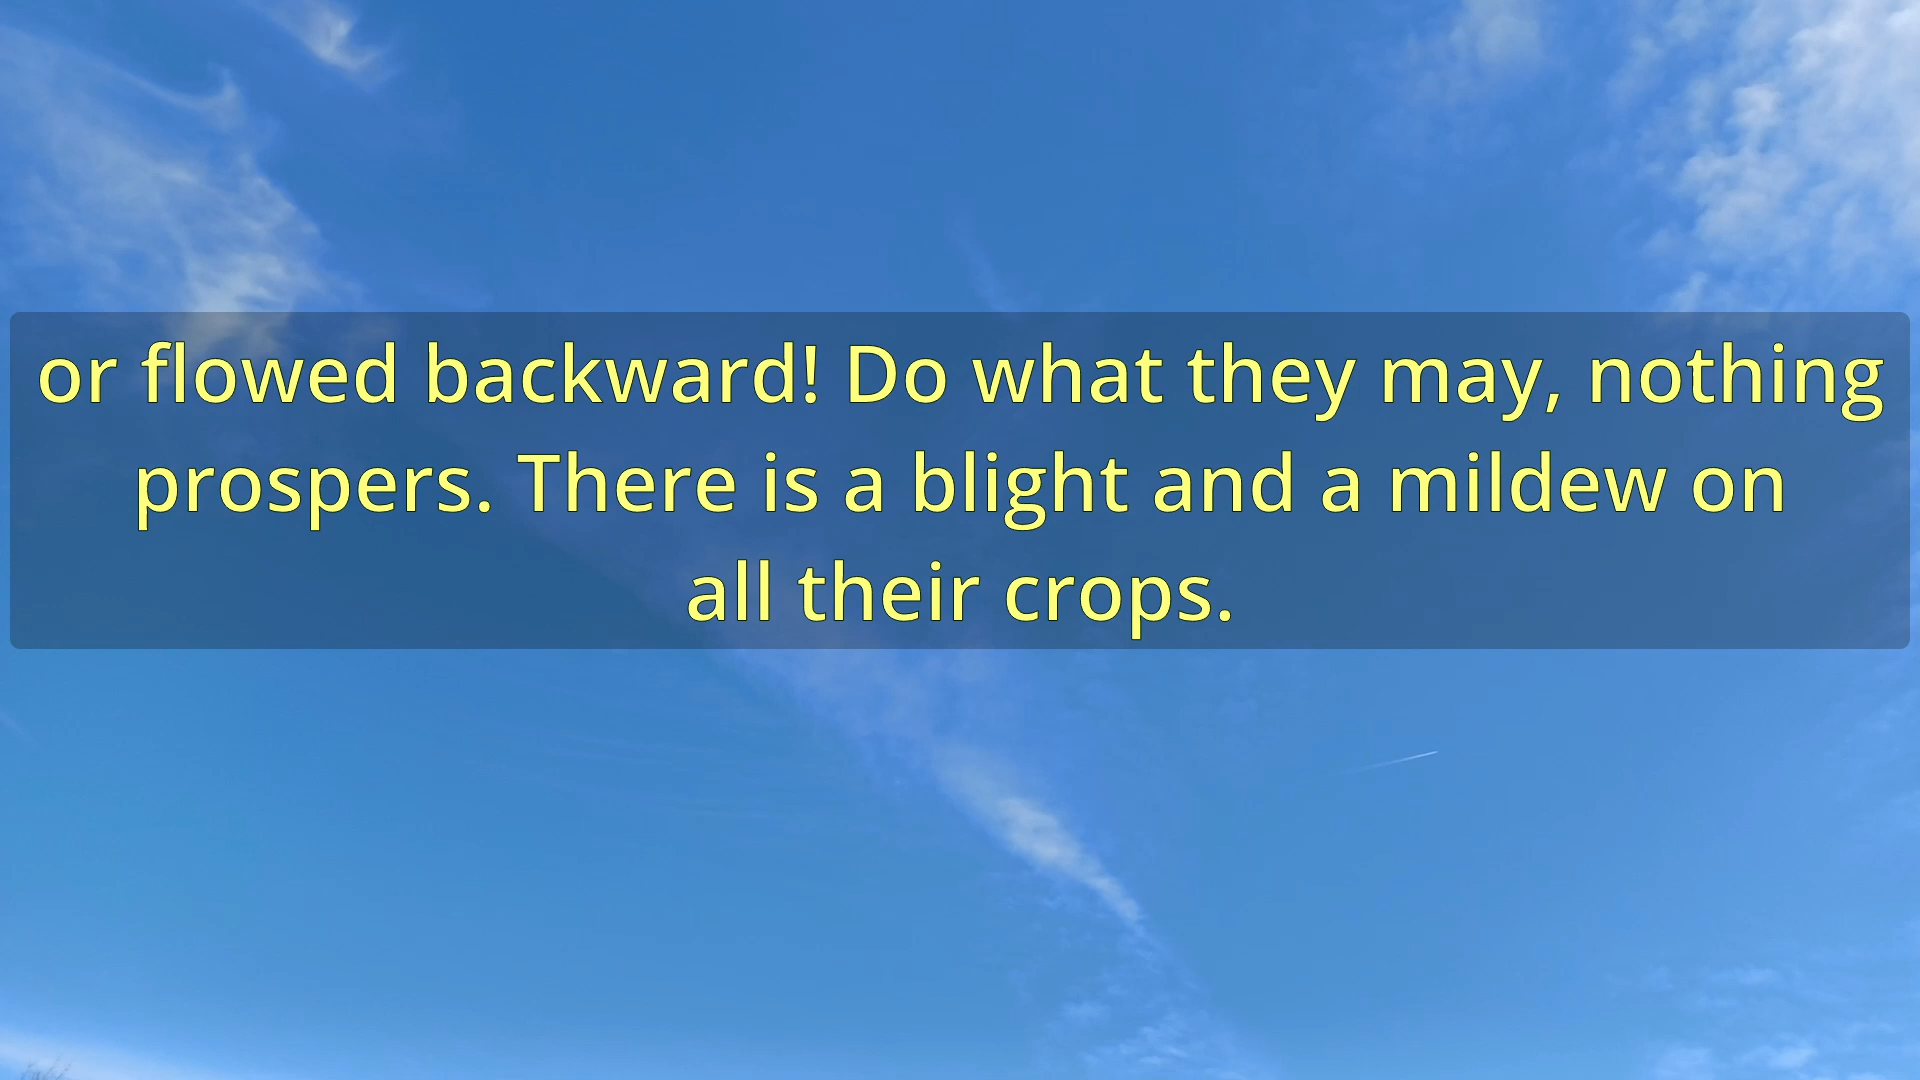 or flowed backward! Do what they may, nothing
prospers. There is a blight and a mildew on
all their crops.